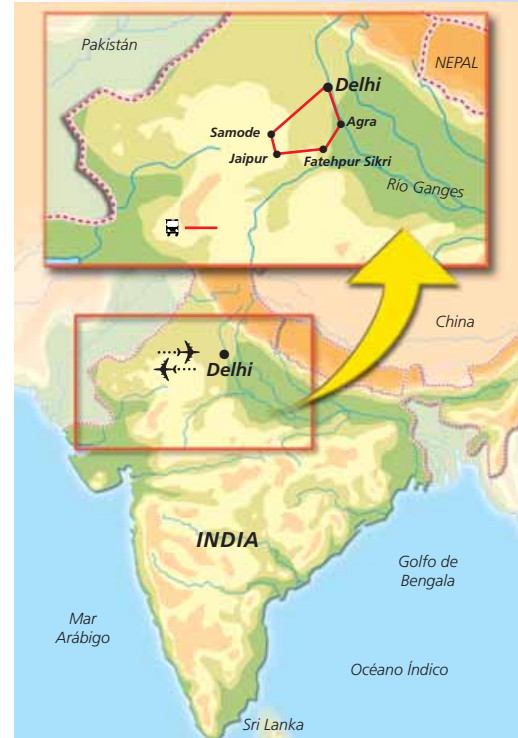 Pakistán
NEPAL
Delhi
Agra
Samode
Jaipur
Fatehpur Sikri
Río Ganges
China
Delhi
INDIA
Golfo de
Bengala
Mar
Arábigo
Océano Índico
Sri Lanka